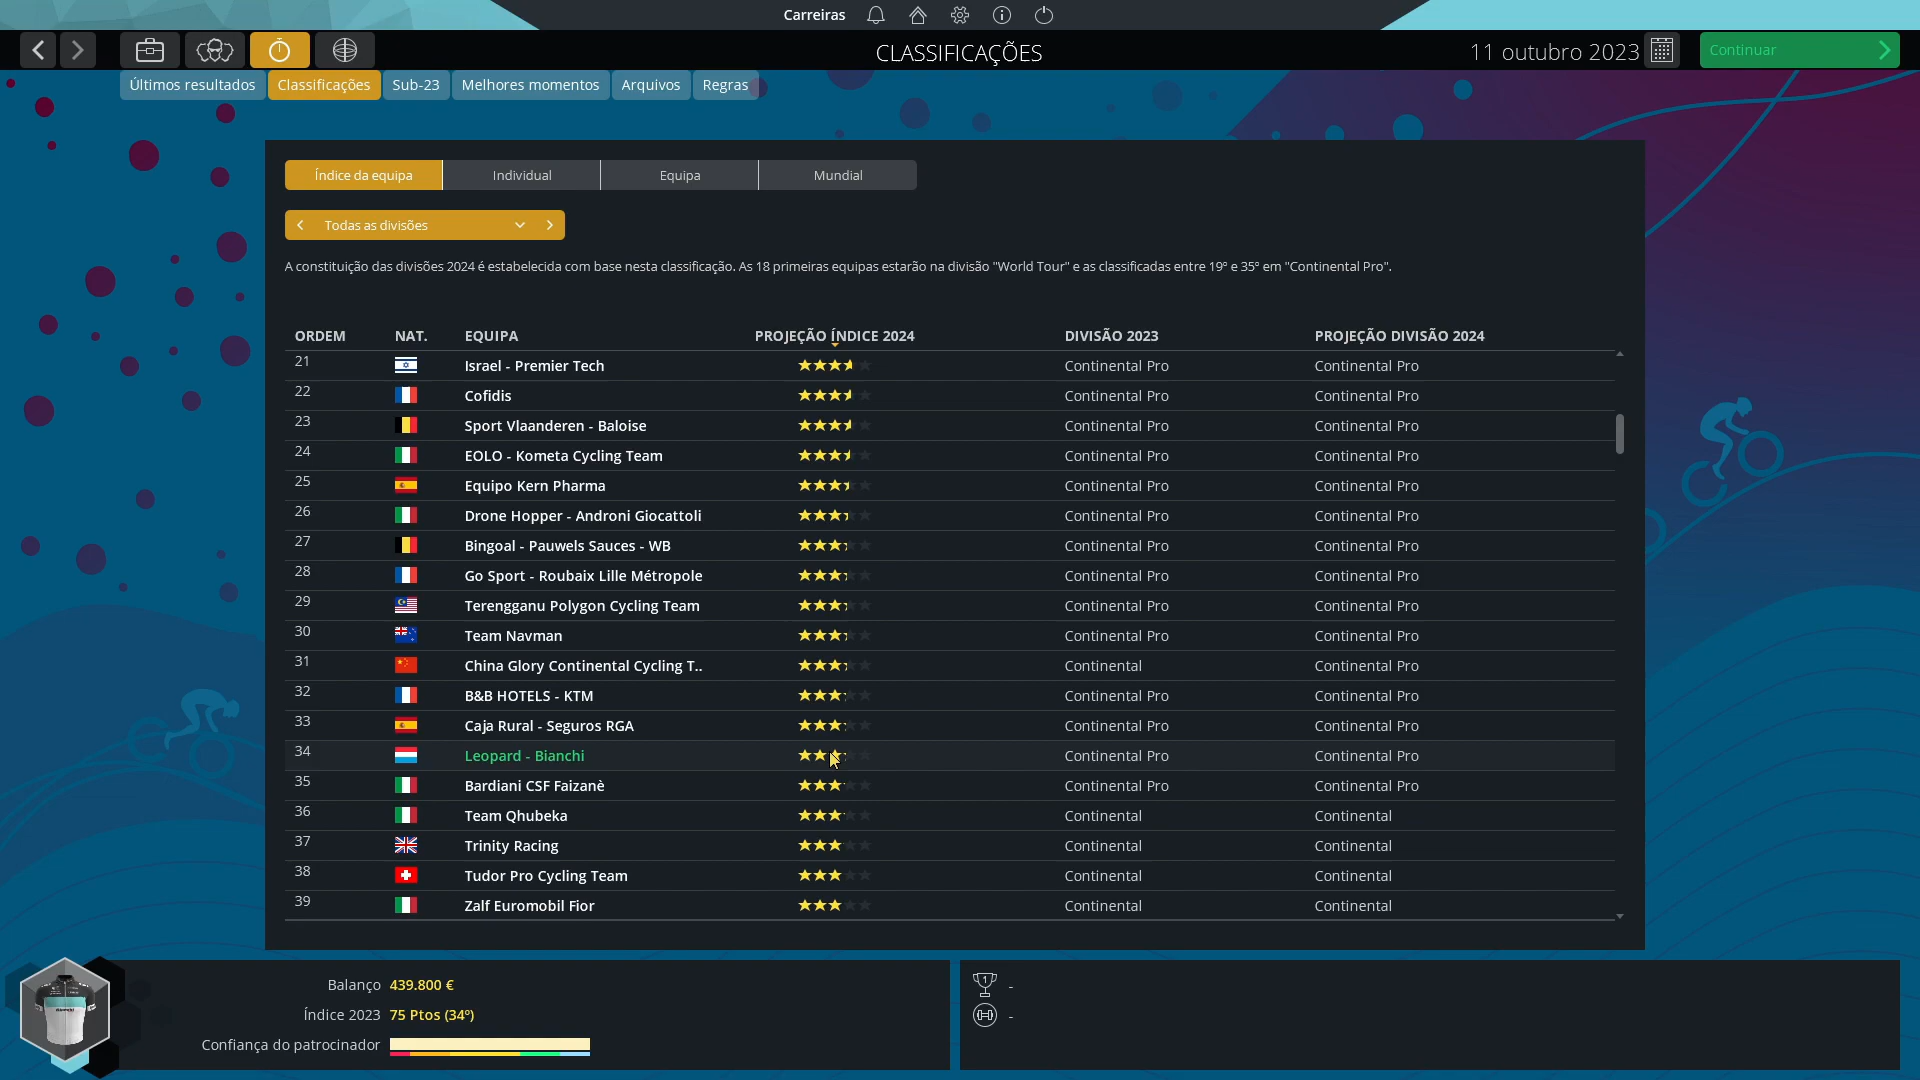 Carreiras
CLASSIFICAÇÕES
11 outubro 2023
Continuar
Últimos resultados
Classificações
Sub-23
Melhores momentos
Arquivos
Regras
Índice da equipa
Individual
Equipa
Mundial
Todas as divisões
A constituição das divisões 2024 é estabelecida com base nesta classificação. As 18 primeiras equipas estarão na divisão "World Tour" e as classificadas entre 19º e 35º em "Continental Pro".
ORDEM NAT. EQUIPA PROJEÇÃO ÍNDICE 2024 DIVISÃO 2023 PROJEÇÃO DIVISÃO 2024
21 Israel - Premier Tech Continental Pro Continental Pro
22 Cofidis Continental Pro Continental Pro
23 Sport Vlaanderen - Baloise Continental Pro Continental Pro
24 EOLO - Kometa Cycling Team Continental Pro Continental Pro
25 Equipo Kern Pharma Continental Pro Continental Pro
26 Drone Hopper - Androni Giocattoli Continental Pro Continental Pro
27 Bingoal - Pauwels Sauces - WB Continental Pro Continental Pro
28 Go Sport - Roubaix Lille Métropole Continental Pro Continental Pro
29 Terengganu Polygon Cycling Team Continental Pro Continental Pro
30 Team Navman Continental Pro Continental Pro
31 China Glory Continental Cycling T.. Continental Continental Pro
32 B&B HOTELS - KTM Continental Pro Continental Pro
33 Caja Rural - Seguros RGA Continental Pro Continental Pro
34 Leopard - Bianchi Continental Pro Continental Pro
35 Bardiani CSF Faizanè Continental Pro Continental Pro
36 Team Qhubeka Continental Continental
37 Trinity Racing Continental Continental
38 Tudor Pro Cycling Team Continental Continental
39 Zalf Euromobil Fior Continental Continental
Balanço 439.800 €
Índice 2023 75 Ptos (34º)
Confiança do patrocinador
-
-